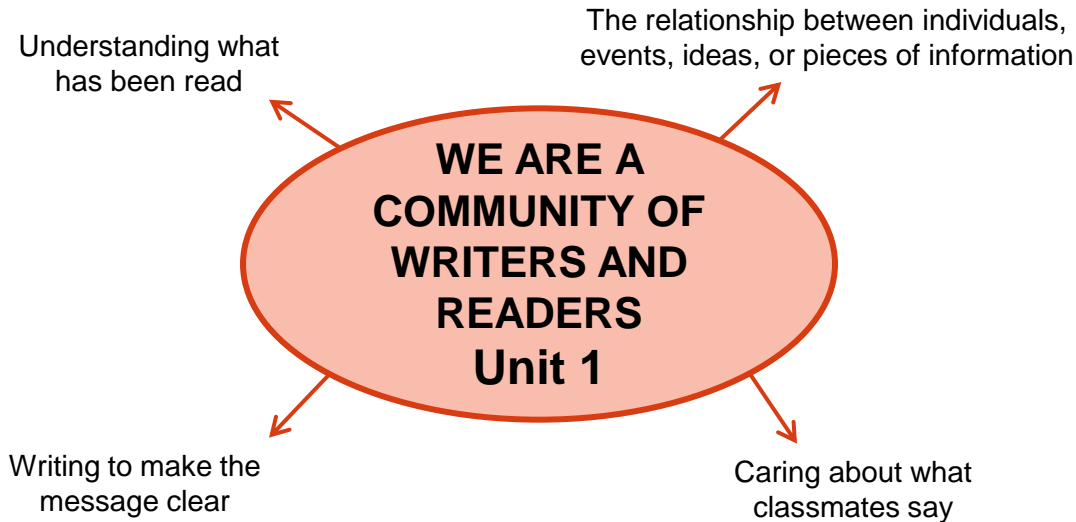 Understanding what
has been read
The relationship between individuals,
events, ideas, or pieces of information
WE ARE A
COMMUNITY OF
WRITERS AND
READERS
Unit 1
Writing to make the
message clear
Caring about what
classmates say